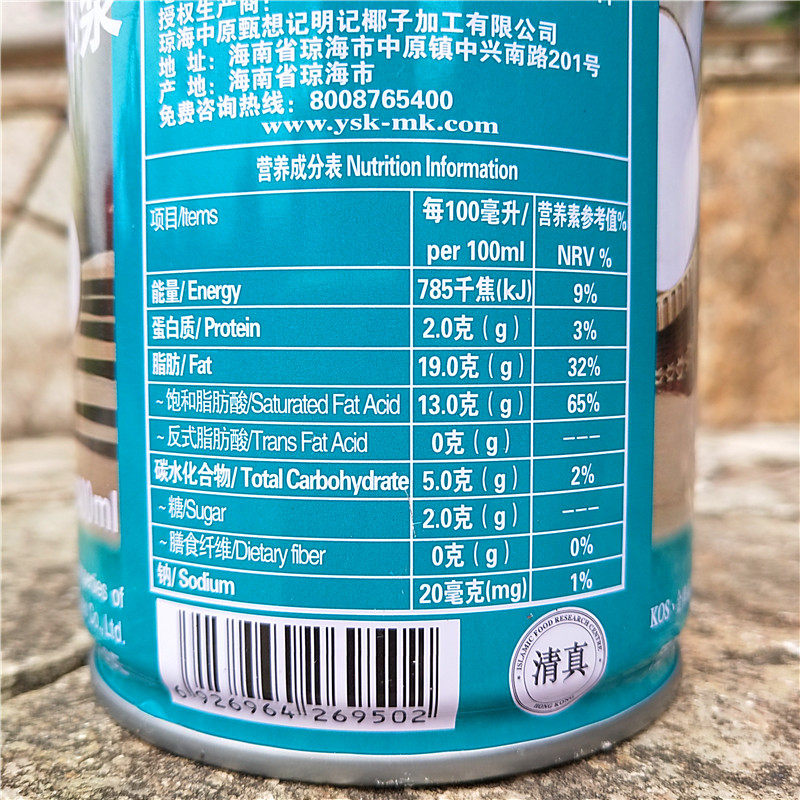 浆
授权生产商：
琼海中原甄想记明记椰子加工有限公司
地 址：海南省琼海市中原镇中兴南路201号
产 地：海南省琼海市
免费咨询热线：8008765400
www.ysk-mk.com
营养成分表 Nutrition Information
项目/Items 每100毫升/ per 100ml 营养素参考值% NRV %
能量/ Energy 785千焦(kJ) 9%
蛋白质/ Protein 2.0克（g） 3%
脂肪/ Fat 19.0克（g） 32%
~饱和脂肪酸/Saturated Fat Acid 13.0克（g） 65%
~反式脂肪酸/Trans Fat Acid 0克（g） ---
碳水化合物/ Total Carbohydrate 5.0克（g） 2%
~糖/Sugar 2.0克（g） ---
~膳食纤维/Dietary fiber 0克（g） 0%
钠/ Sodium 20毫克(mg) 1%
6 926964 269502
ISLAMIC FOOD RESEARCH CENTRE
清真
HONG KONG
ml
of
Co.,Ltd.
KOS